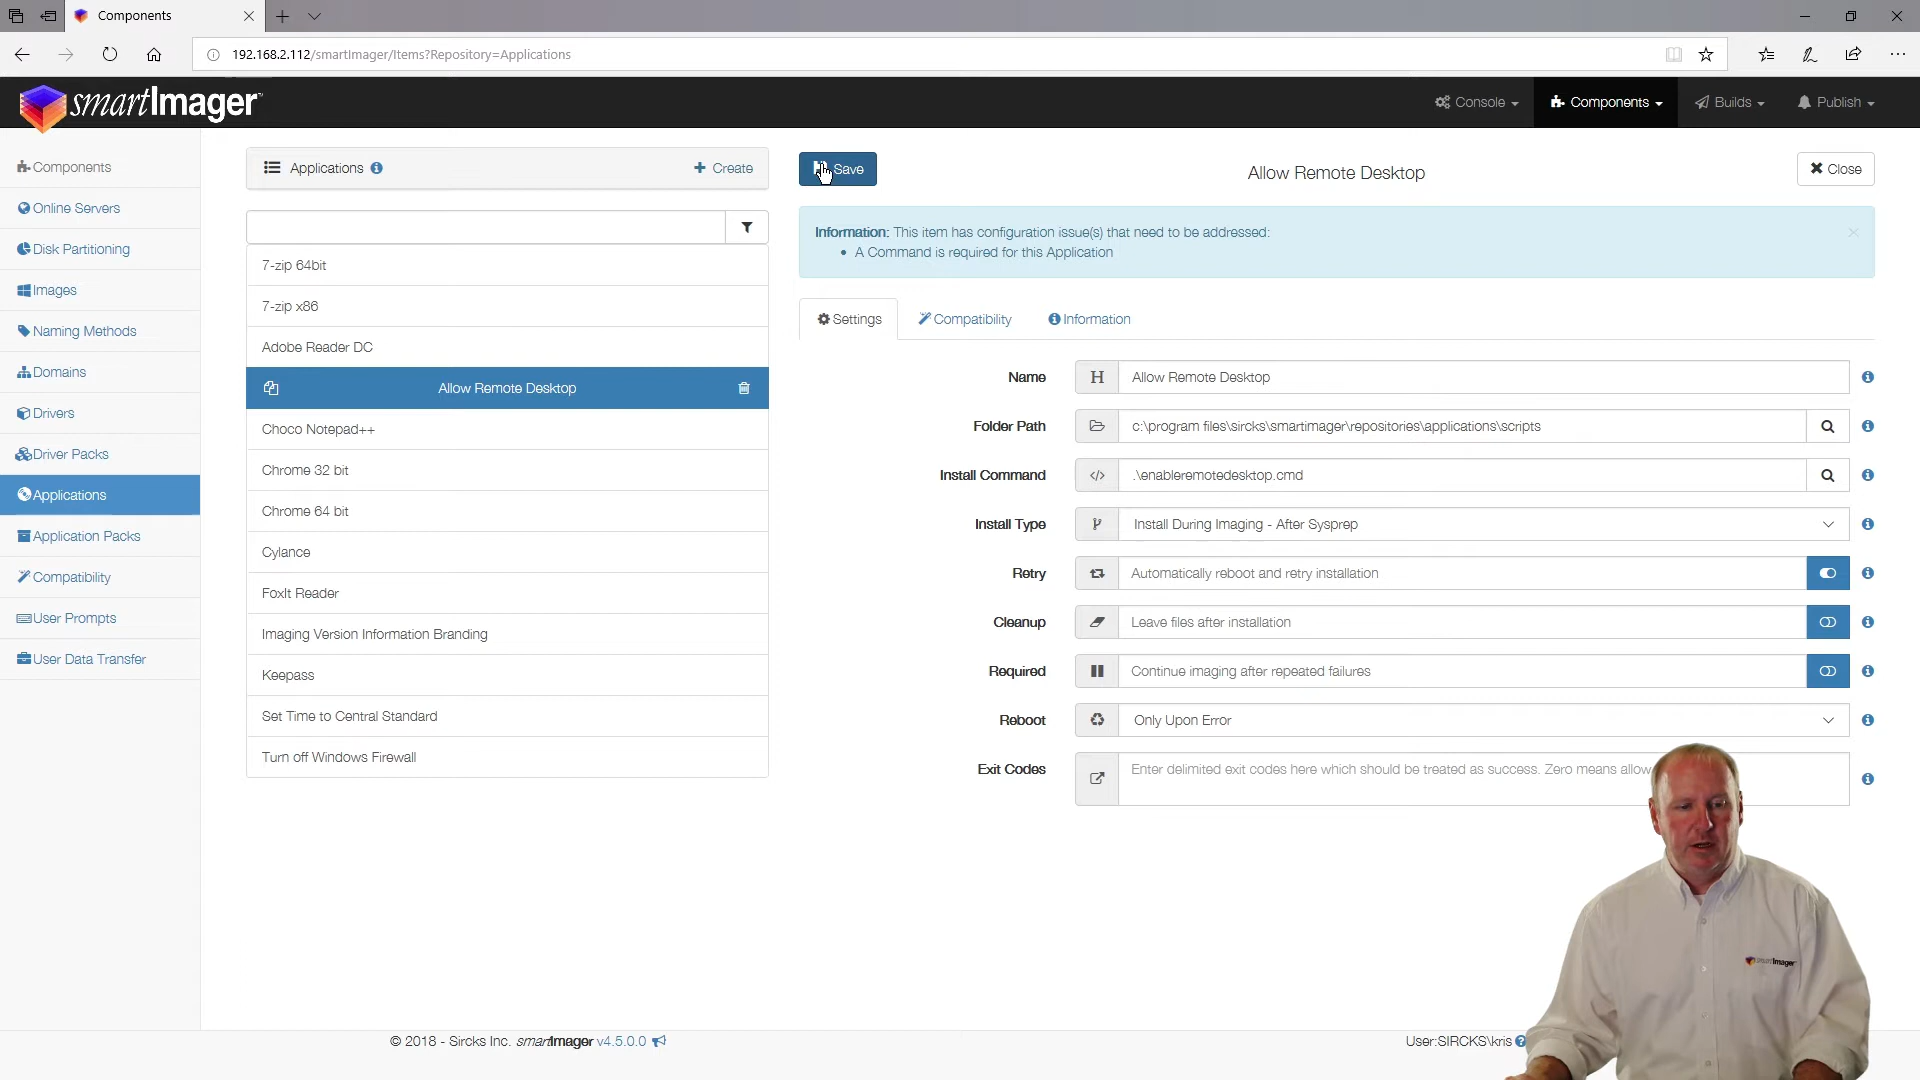 Components
192.168.2.112/smartImager/Items?Repository=Applications
smartImager™
Console
Components
Builds
Publish
Components
Online Servers
Disk Partitioning
Images
Naming Methods
Domains
Drivers
Driver Packs
Applications
Application Packs
Compatibility
User Prompts
User Data Transfer
Applications
Create
7-zip 64bit
7-zip x86
Adobe Reader DC
Allow Remote Desktop
Choco Notepad++
Chrome 32 bit
Chrome 64 bit
Cylance
FoxIt Reader
Imaging Version Information Branding
Keepass
Set Time to Central Standard
Turn off Windows Firewall
Save
Allow Remote Desktop
Close
Information: This item has configuration issue(s) that need to be addressed:
• A Command is required for this Application
Settings
Compatibility
Information
Name
H
Allow Remote Desktop
Folder Path
c:\program files\sircks\smartimager\repositories\applications\scripts
Install Command
.\enableremotedesktop.cmd
Install Type
Install During Imaging - After Sysprep
Retry
Automatically reboot and retry installation
Cleanup
Leave files after installation
Required
Continue imaging after repeated failures
Reboot
Only Upon Error
Exit Codes
Enter delimited exit codes here which should be treated as success. Zero means allow
smartImager
© 2018 - Sircks Inc. smartImager v4.5.0.0
User:SIRCKS\kris